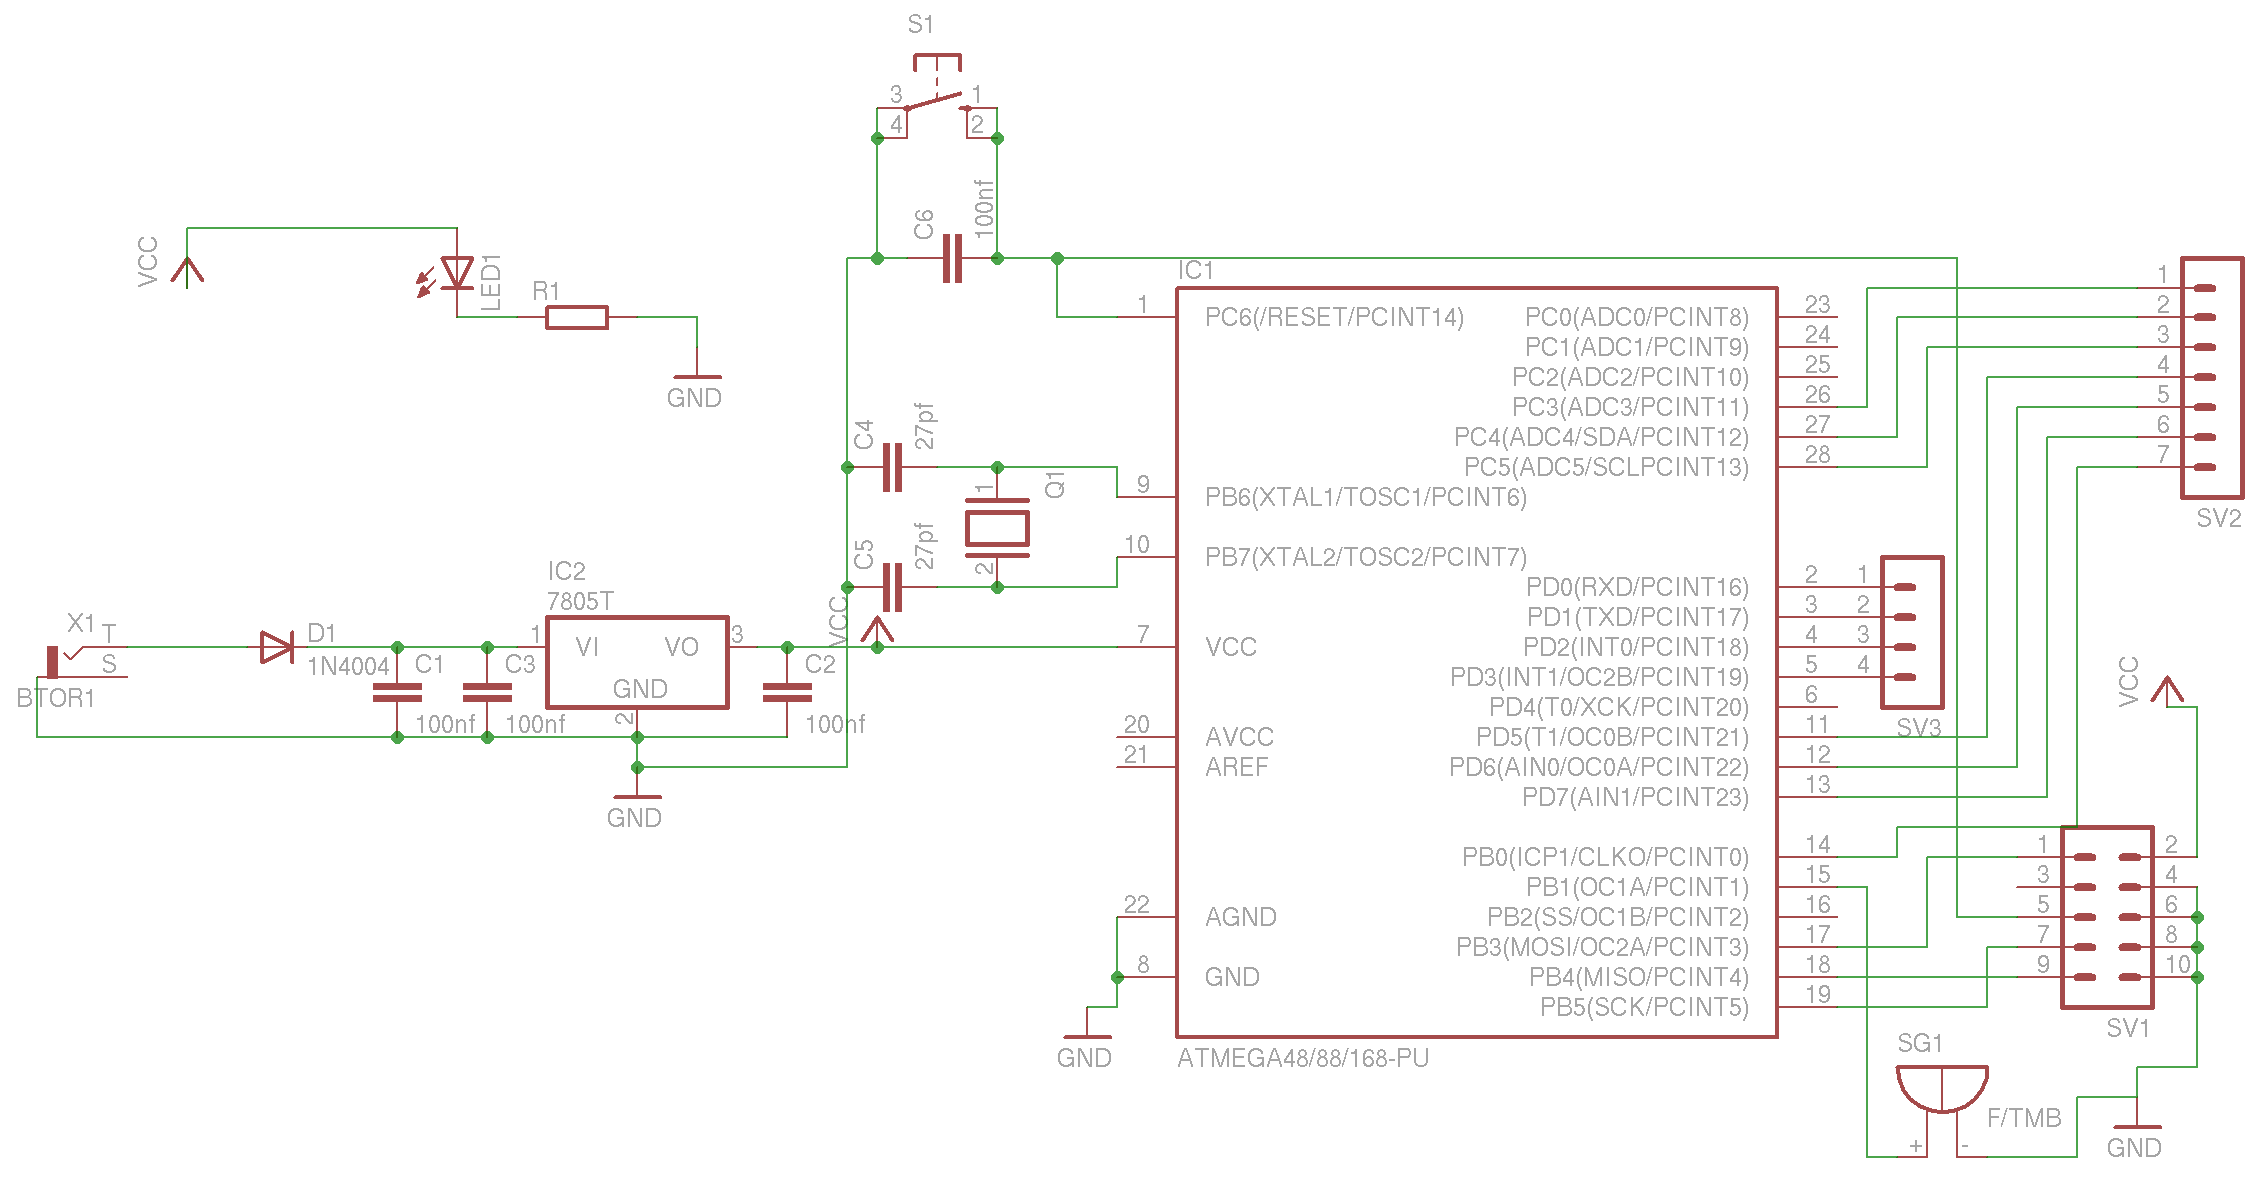 S1
3
1
4
2
C6
100nf
VCC
LED1
R1
GND
IC1
1
PC6(/RESET/PCINT14)
C4
27pf
1
Q1
2
9
PB6(XTAL1/TOSC1/PCINT6)
C5
27pf
10
PB7(XTAL2/TOSC2/PCINT7)
X1
T
S
BTOR1
D1
1N4004
C1
100nf
C3
100nf
IC2
7805T
1
VI
VO
3
GND
2
GND
C2
100nf
VCC
7
VCC
20
AVCC
21
AREF
22
AGND
8
GND
GND
ATMEGA48/88/168-PU
PC0(ADC0/PCINT8)
23
PC1(ADC1/PCINT9)
24
PC2(ADC2/PCINT10)
25
PC3(ADC3/PCINT11)
26
PC4(ADC4/SDA/PCINT12)
27
PC5(ADC5/SCLPCINT13)
28
PD0(RXD/PCINT16)
2
PD1(TXD/PCINT17)
3
PD2(INT0/PCINT18)
4
PD3(INT1/OC2B/PCINT19)
5
PD4(T0/XCK/PCINT20)
6
PD5(T1/OC0B/PCINT21)
11
PD6(AIN0/OC0A/PCINT22)
12
PD7(AIN1/PCINT23)
13
PB0(ICP1/CLKO/PCINT0)
14
PB1(OC1A/PCINT1)
15
PB2(SS/OC1B/PCINT2)
16
PB3(MOSI/OC2A/PCINT3)
17
PB4(MISO/PCINT4)
18
PB5(SCK/PCINT5)
19
1
2
3
4
SV3
1
2
3
4
5
6
7
SV2
VCC
1
2
3
4
5
6
7
8
9
10
SV1
SG1
F/TMB
+
-
GND